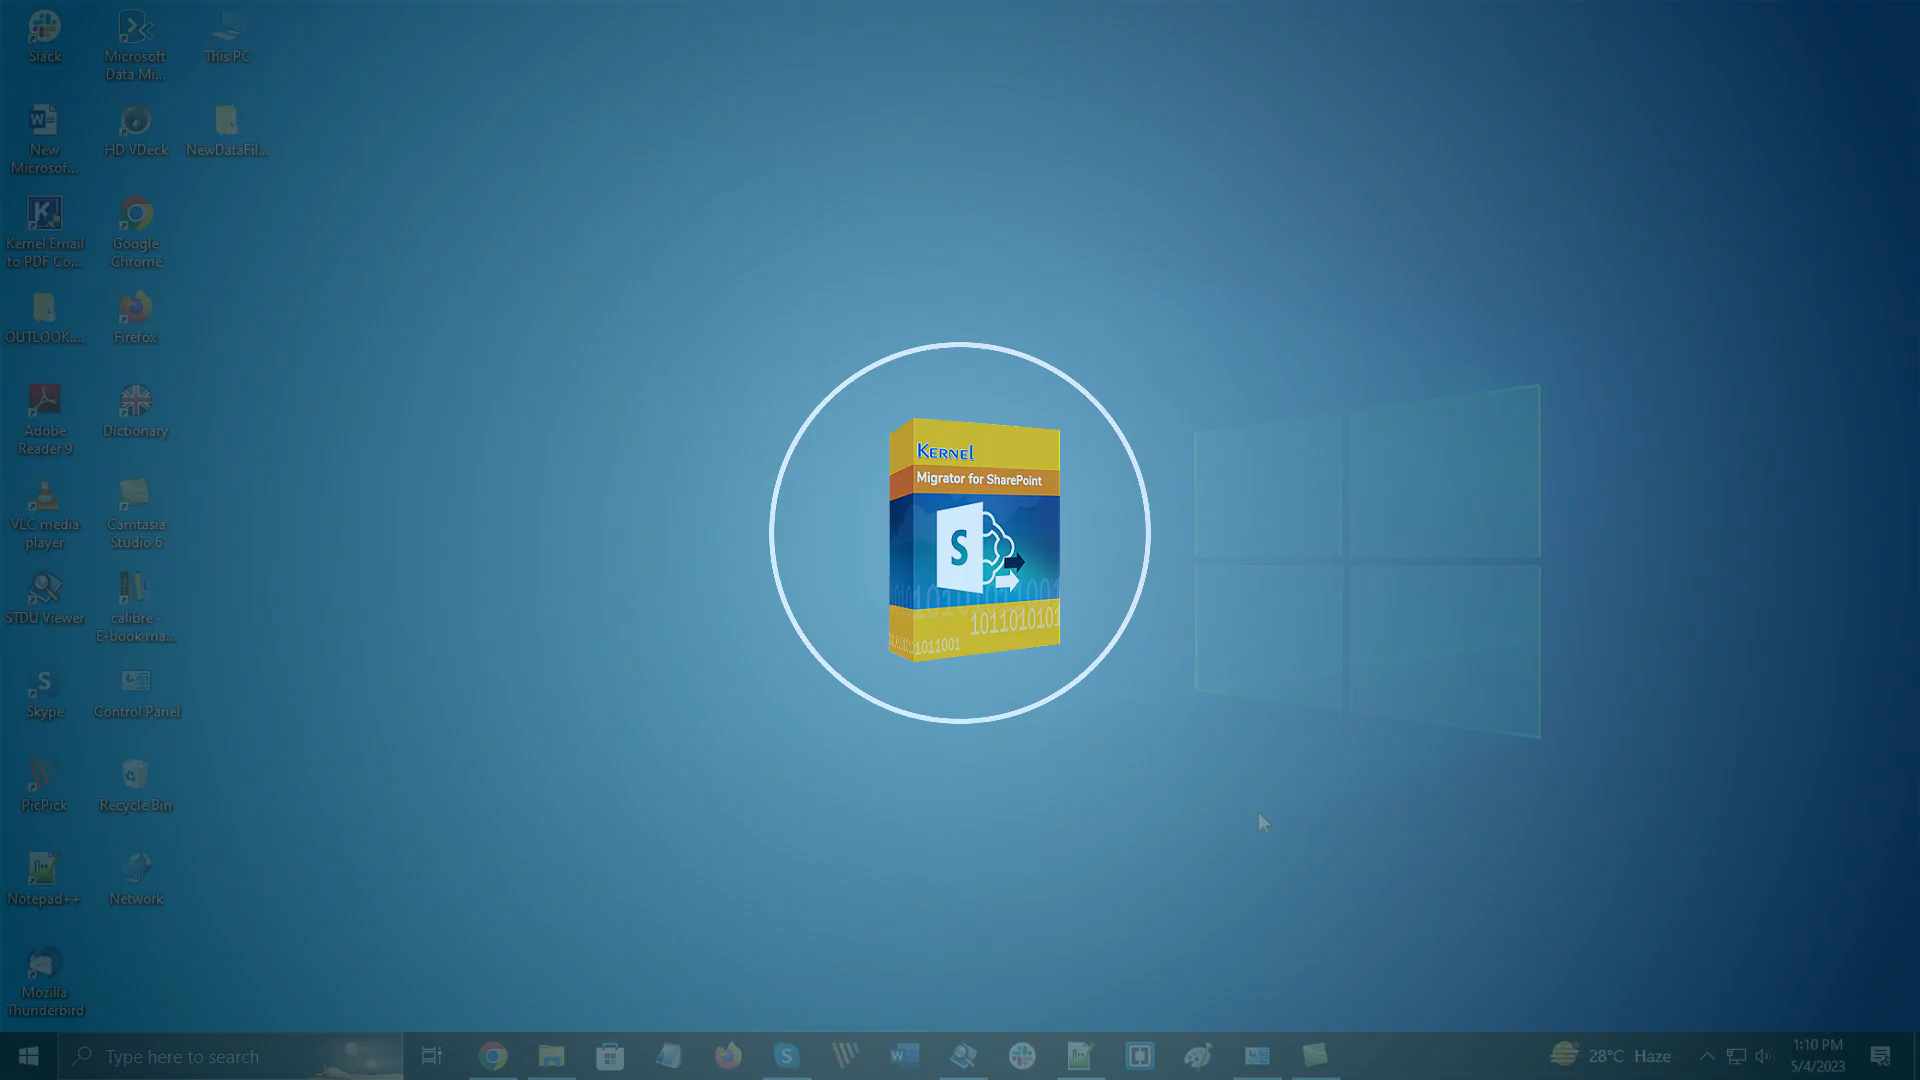 Slack
Microsoft
Data Mi...
This PC
New
Microsof...
HD VDeck
NewDataFil...
Kernel Email
to PDF Co...
Google
Chrome
OUTLOOK....
Firefox
Adobe
Reader 9
Dictionary
VLC media
player
Camtasia
Studio 6
STDU Viewer
calibre -
E-book ma...
Skype
Control Panel
PicPick
Recycle Bin
Notepad++
Network
Mozilla
Thunderbird
KERNEL
Migrator for SharePoint
S
1011010101
1011001
Type here to search
28°C Haze
1:10 PM
5/4/2023